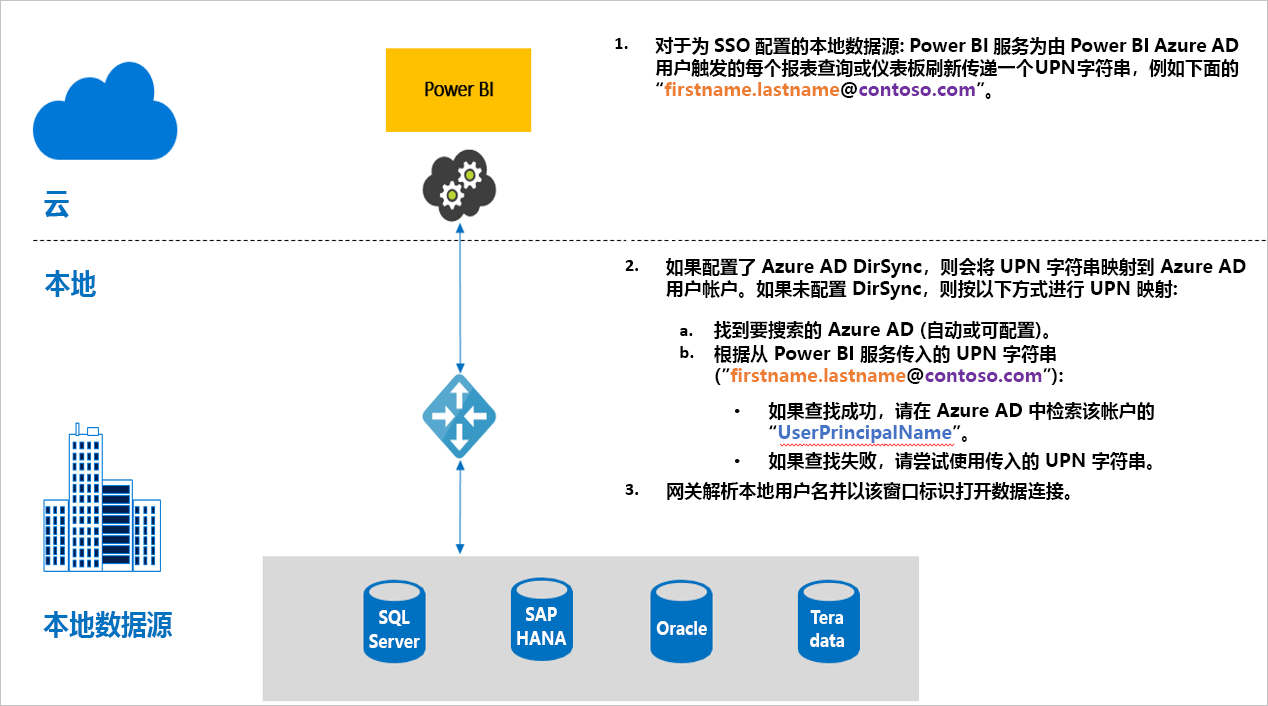 Power BI
1. 对于为 SSO 配置的本地数据源: Power BI 服务为由 Power BI Azure AD
用户触发的每个报表查询或仪表板刷新传递一个UPN字符串，例如下面的
“firstname.lastname@contoso.com”。
云
本地
2. 如果配置了 Azure AD DirSync，则会将 UPN 字符串映射到 Azure AD
用户帐户。如果未配置 DirSync，则按以下方式进行 UPN 映射:
a. 找到要搜索的 Azure AD (自动或可配置)。
b. 根据从 Power BI 服务传入的 UPN 字符串
(”firstname.lastname@contoso.com”):
• 如果查找成功，请在 Azure AD 中检索该帐户的
“UserPrincipalName”。
• 如果查找失败，请尝试使用传入的 UPN 字符串。
3. 网关解析本地用户名并以该窗口标识打开数据连接。
本地数据源
SQL
Server
SAP
HANA
Oracle
Tera
data